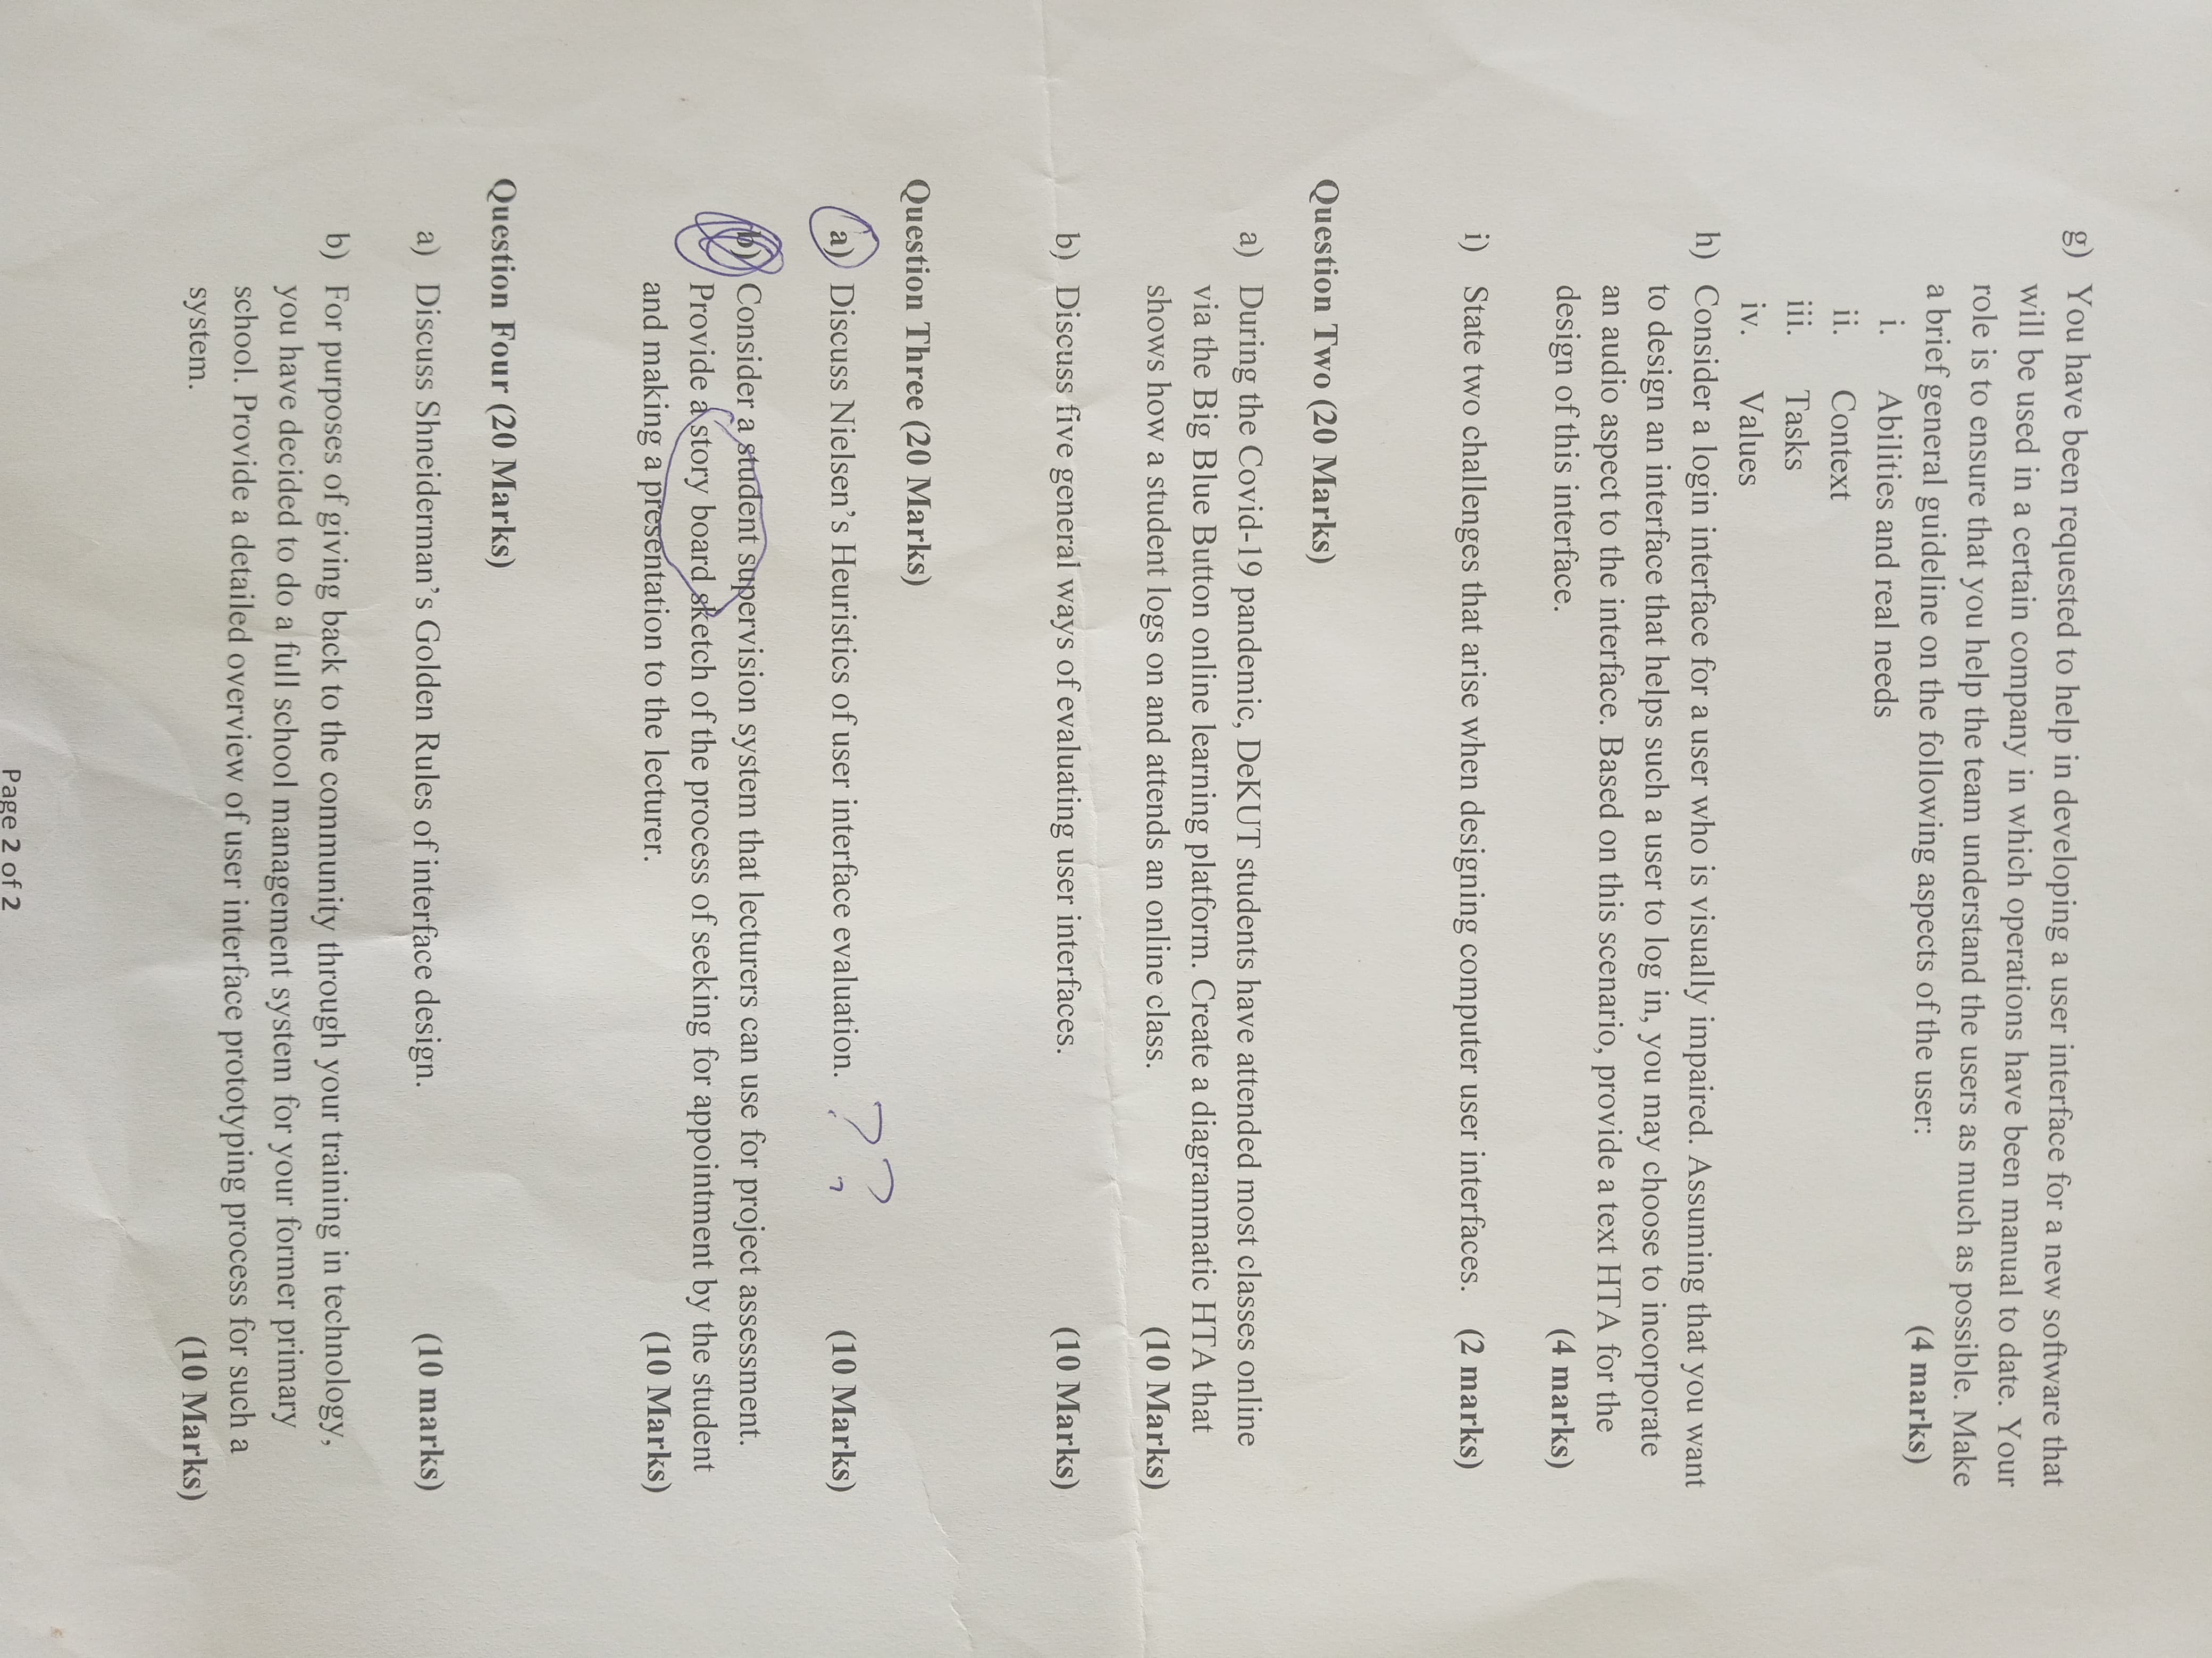 g) You have been requested to help in developing a user interface for a new software that
will be used in a certain company in which operations have been manual to date. Your
role is to ensure that you help the team understand the users as much as possible. Make
a brief general guideline on the following aspects of the user: (4 marks)
i. Abilities and real needs
ii. Context
iii. Tasks
iv. Values
h) Consider a login interface for a user who is visually impaired. Assuming that you want
to design an interface that helps such a user to log in, you may choose to incorporate
an audio aspect to the interface. Based on this scenario, provide a text HTA for the
design of this interface. (4 marks)
i) State two challenges that arise when designing computer user interfaces. (2 marks)
Question Two (20 Marks)
a) During the Covid-19 pandemic, DeKUT students have attended most classes online
via the Big Blue Button online learning platform. Create a diagrammatic HTA that
shows how a student logs on and attends an online class. (10 Marks)
b) Discuss five general ways of evaluating user interfaces. (10 Marks)
Question Three (20 Marks)
a) Discuss Nielsen's Heuristics of user interface evaluation. ?? (10 Marks)
b) Consider a student supervision system that lecturers can use for project assessment.
Provide a story board sketch of the process of seeking for appointment by the student
and making a presentation to the lecturer. (10 Marks)
Question Four (20 Marks)
a) Discuss Shneiderman's Golden Rules of interface design. (10 marks)
b) For purposes of giving back to the community through your training in technology,
you have decided to do a full school management system for your former primary
school. Provide a detailed overview of user interface prototyping process for such a
system. (10 Marks)
Page 2 of 2